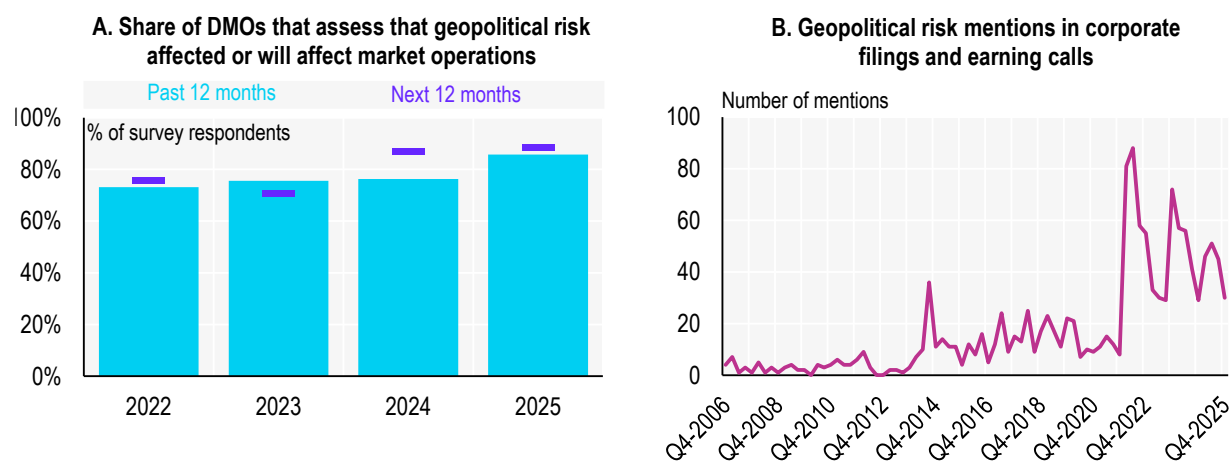 A. Share of DMOs that assess that geopolitical risk
affected or will affect market operations
Past 12 months
Next 12 months
100%
% of survey respondents
80%
60%
40%
20%
0%
2022
2023
2024
2025
B. Geopolitical risk mentions in corporate
filings and earning calls
Number of mentions
100
80
60
40
20
0
Q4-2006
Q4-2008
Q4-2010
Q4-2012
Q4-2014
Q4-2016
Q4-2018
Q4-2020
Q4-2022
Q4-2025